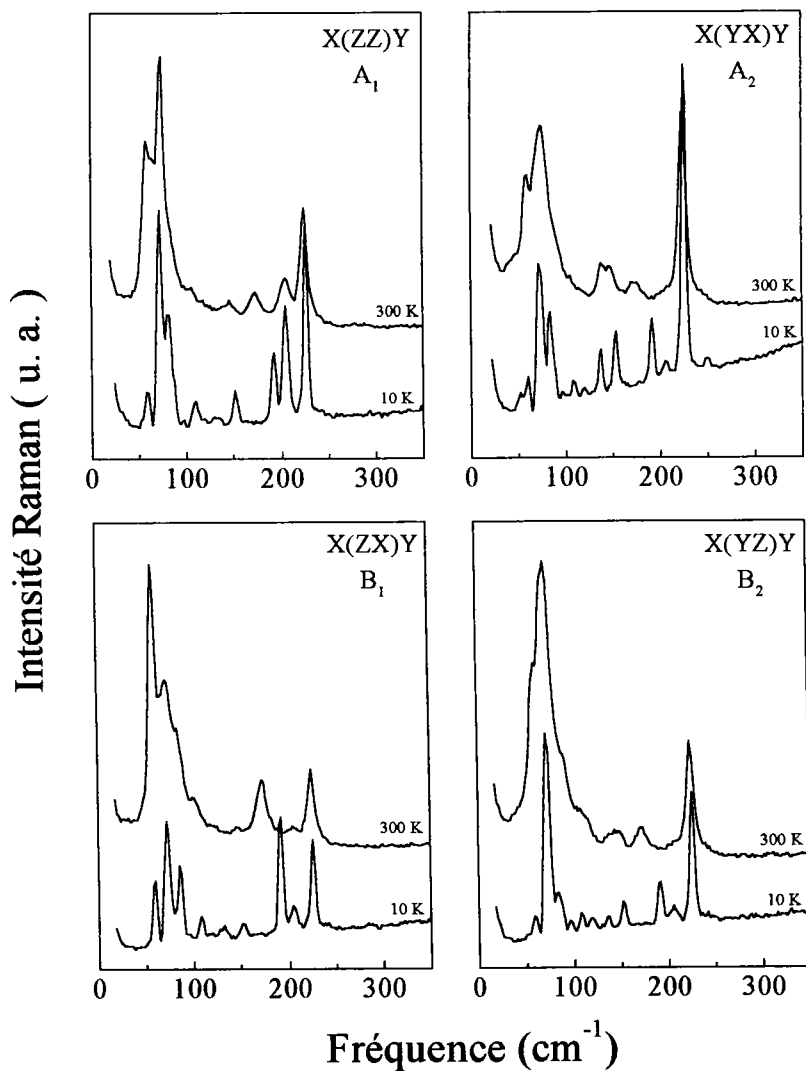 Intensité Raman ( u. a. )
X(ZZ)Y
A₁
300 K
10 K
0 100 200 300
X(YX)Y
A₂
300 K
10 K
0 100 200 300
X(ZX)Y
B₁
300 K
10 K
0 100 200 300
X(YZ)Y
B₂
300 K
10 K
0 100 200 300
Fréquence (cm⁻¹)